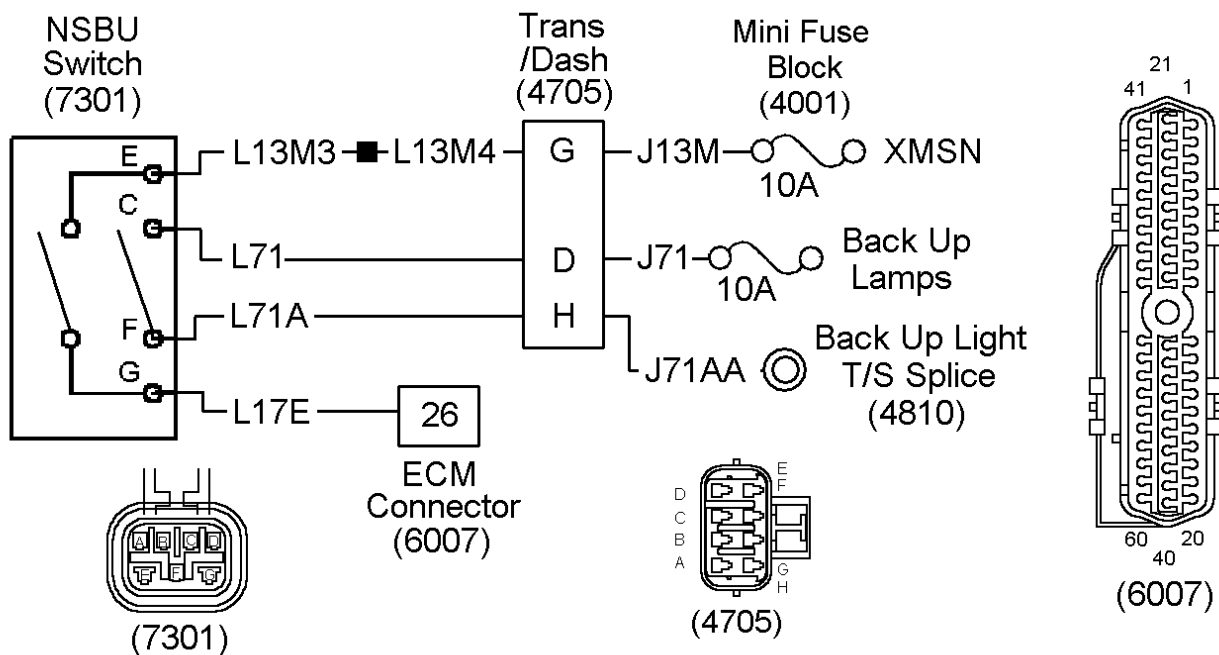 NSBU
Switch
(7301)
Trans
/Dash
(4705)
Mini Fuse
Block
(4001)
21
41 1
E
L13M3
L13M4
G
J13M
10A
XMSN
C
L71
D
J71
10A
Back Up
Lamps
F
L71A
H
J71AA
Back Up Light
T/S Splice
(4810)
G
L17E
26
ECM
Connector
(6007)
A B C D
E F G
(7301)
D
C
B
A
E
F
G
H
(4705)
60 20
40
(6007)